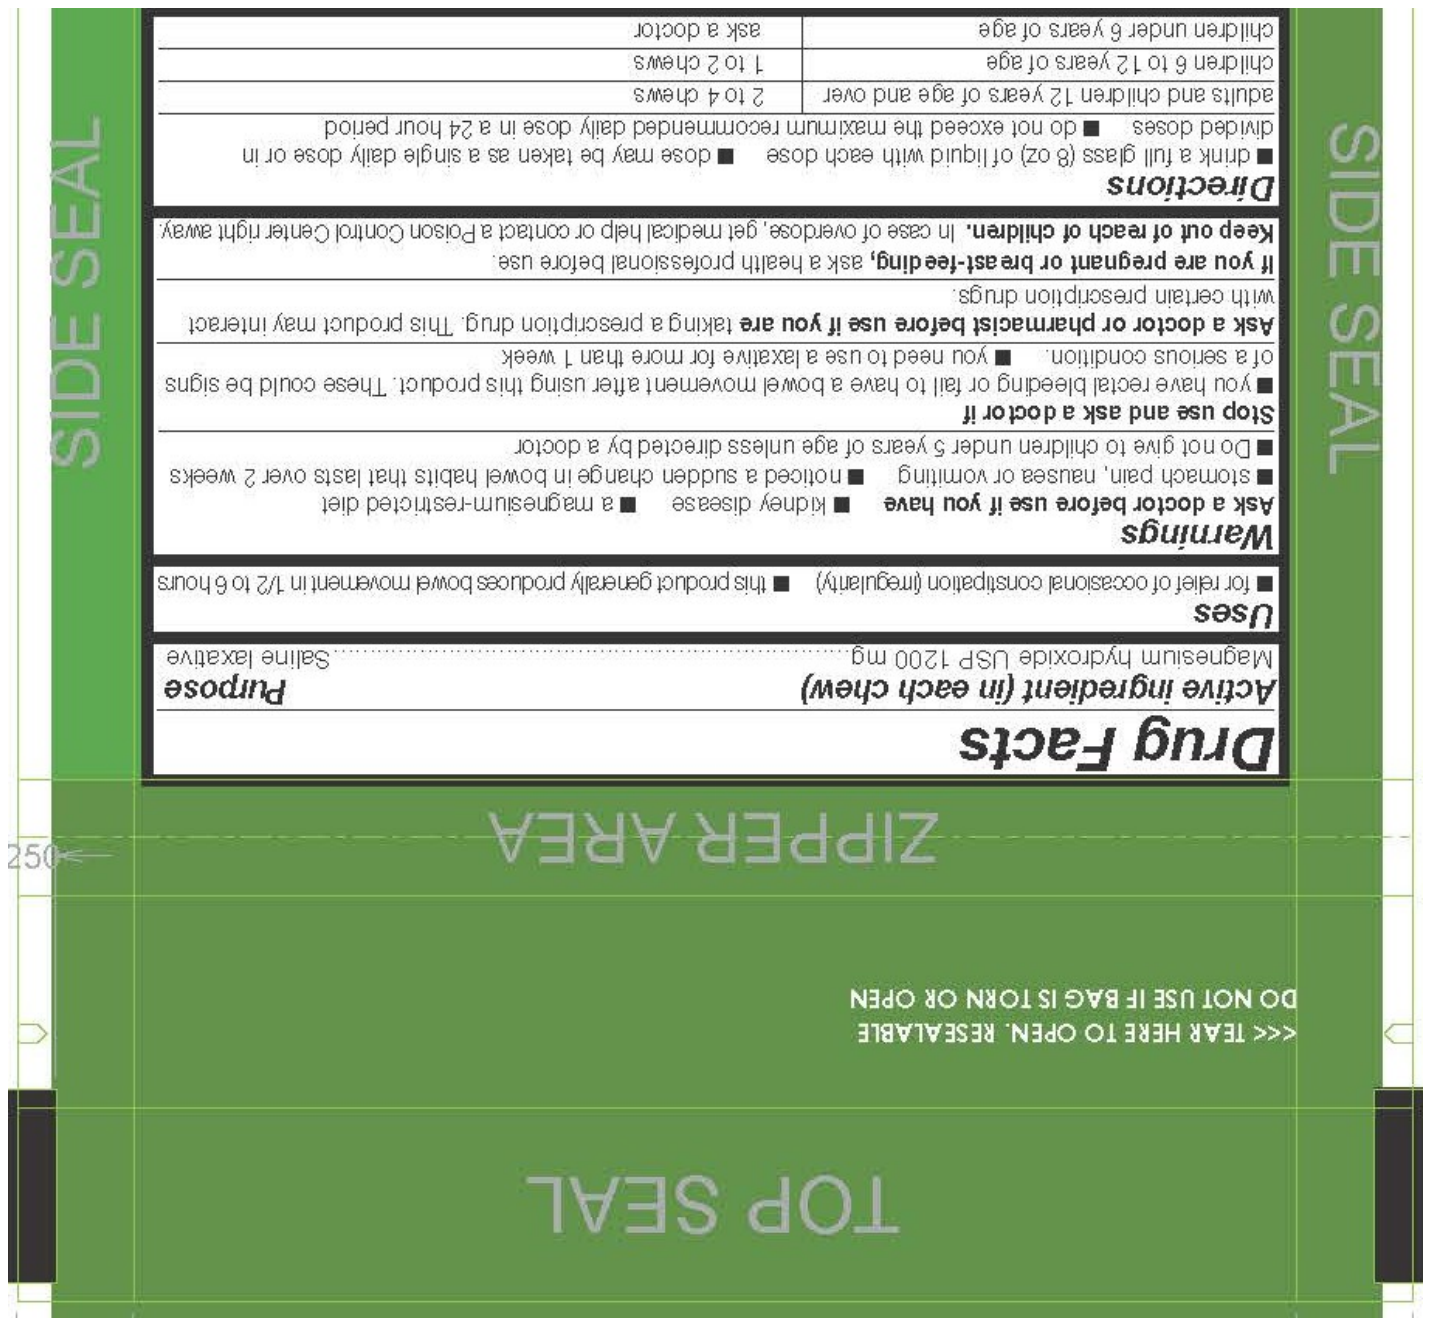 TOP SEAL
<<< TEAR HERE TO OPEN. RESEALABLE
DO NOT USE IF BAG IS TORN OR OPEN
250
ZIPPER AREA
SIDE SEAL
SIDE SEAL
Drug Facts
Active ingredient (in each chew) Purpose
Magnesium hydroxide USP 1200 mg........................................................Saline laxative
Uses
■ for relief of occasional constipation (irregularity) ■ this product generally produces bowel movement in 1/2 to 6 hours
Warnings
Ask a doctor before use if you have ■ kidney disease ■ a magnesium-restricted diet
■ stomach pain, nausea or vomiting ■ noticed a sudden change in bowel habits that lasts over 2 weeks
■ Do not give to children under 5 years of age unless directed by a doctor
Stop use and ask a doctor if
■ you have rectal bleeding or fail to have a bowel movement after using this product. These could be signs
of a serious condition. ■ you need to use a laxative for more than 1 week
Ask a doctor or pharmacist before use if you are taking a prescription drug. This product may interact
with certain prescription drugs.
If you are pregnant or breast-feeding, ask a health professional before use.
Keep out of reach of children. In case of overdose, get medical help or contact a Poison Control Center right away.
Directions
■ drink a full glass (8 oz) of liquid with each dose ■ dose may be taken as a single daily dose or in
divided doses ■ do not exceed the maximum recommended daily dose in a 24 hour period
adults and children 12 years of age and over 2 to 4 chews
children 6 to 12 years of age 1 to 2 chews
children under 6 years of age ask a doctor